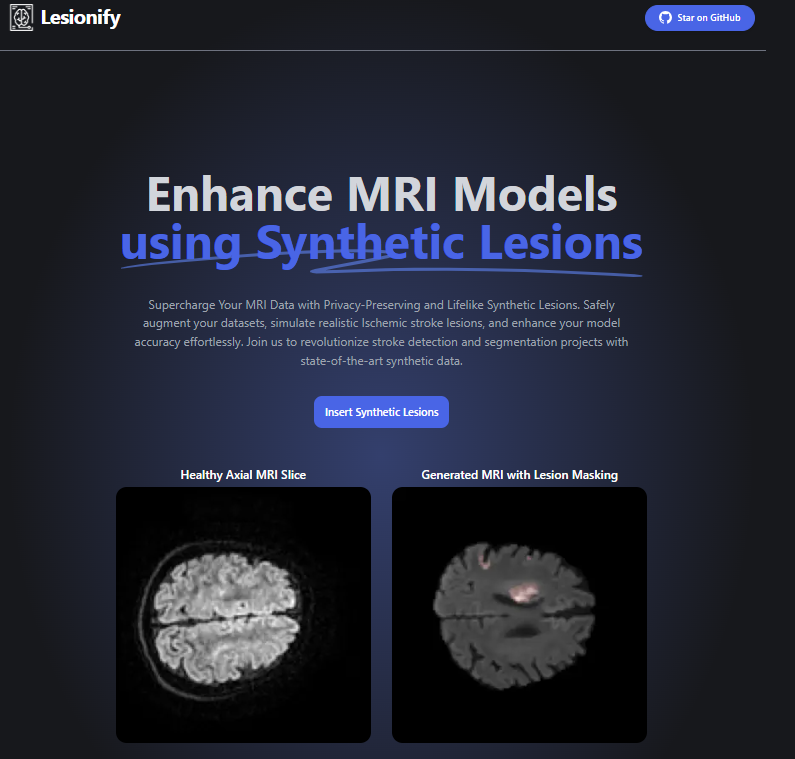 Lesionify
Star on GitHub
Enhance MRI Models
using Synthetic Lesions
Supercharge Your MRI Data with Privacy-Preserving and Lifelike Synthetic Lesions. Safely
augment your datasets, simulate realistic Ischemic stroke lesions, and enhance your model
accuracy effortlessly. Join us to revolutionize stroke detection and segmentation projects with
state-of-the-art synthetic data.
Insert Synthetic Lesions
Healthy Axial MRI Slice
Generated MRI with Lesion Masking